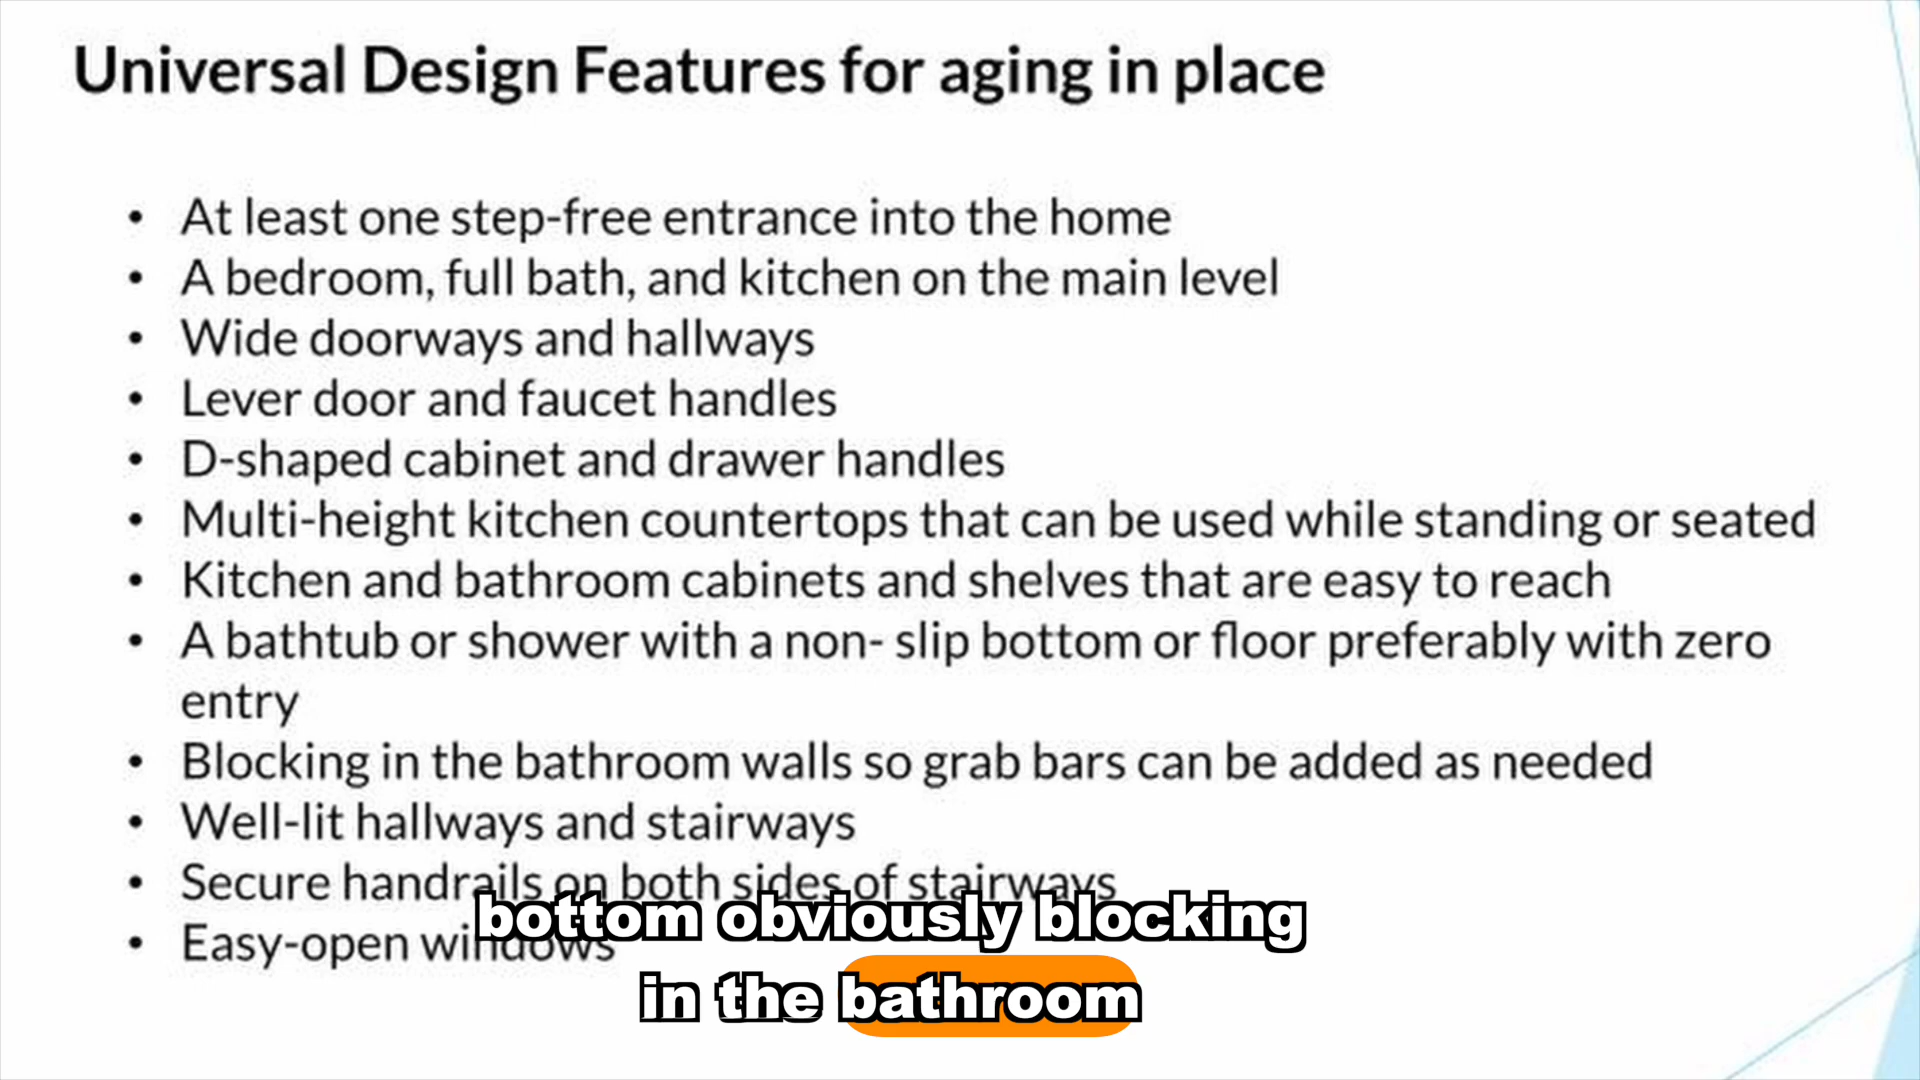 Universal Design Features for aging in place
• At least one step-free entrance into the home
• A bedroom, full bath, and kitchen on the main level
• Wide doorways and hallways
• Lever door and faucet handles
• D-shaped cabinet and drawer handles
• Multi-height kitchen countertops that can be used while standing or seated
• Kitchen and bathroom cabinets and shelves that are easy to reach
• A bathtub or shower with a non- slip bottom or floor preferably with zero
entry
• Blocking in the bathroom walls so grab bars can be added as needed
• Well-lit hallways and stairways
• Secure handrails on both sides of stairways
• Easy-open windows
bottom obviously blocking
in the bathroom